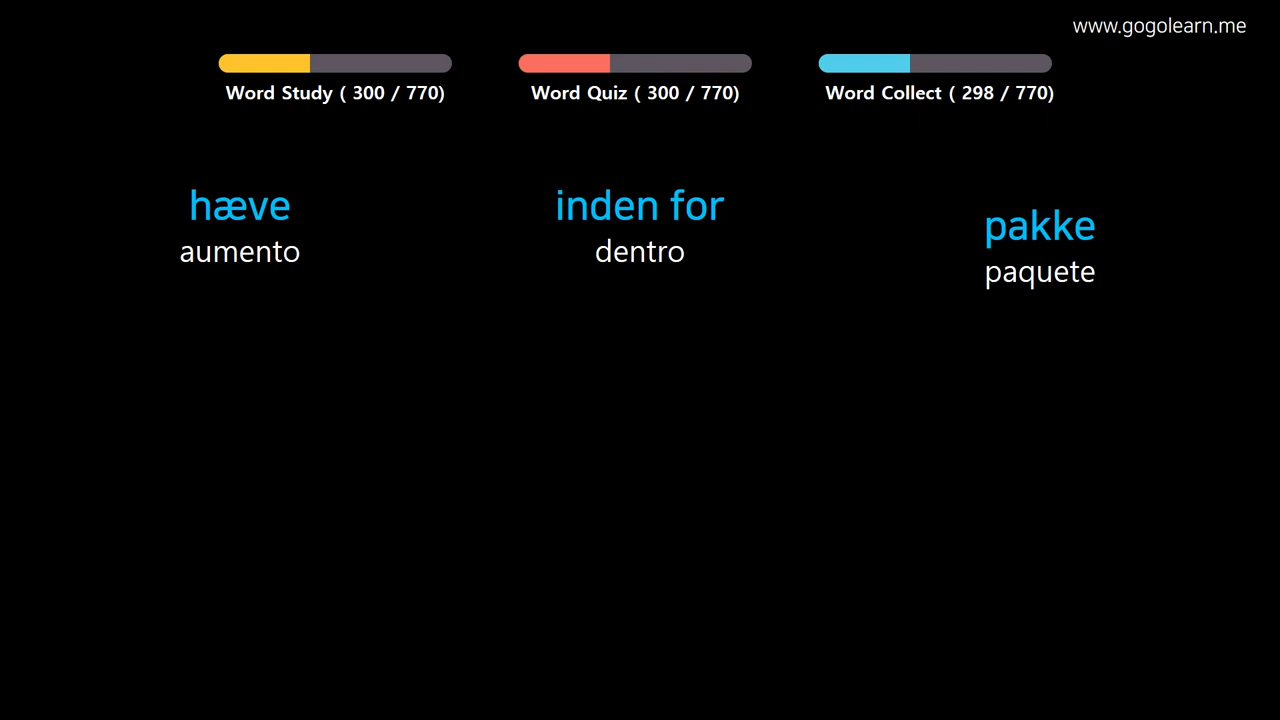 www.gogolearn.me
Word Study ( 300 / 770)
Word Quiz ( 300 / 770)
Word Collect ( 298 / 770)
hæve
aumento
inden for
dentro
pakke
paquete